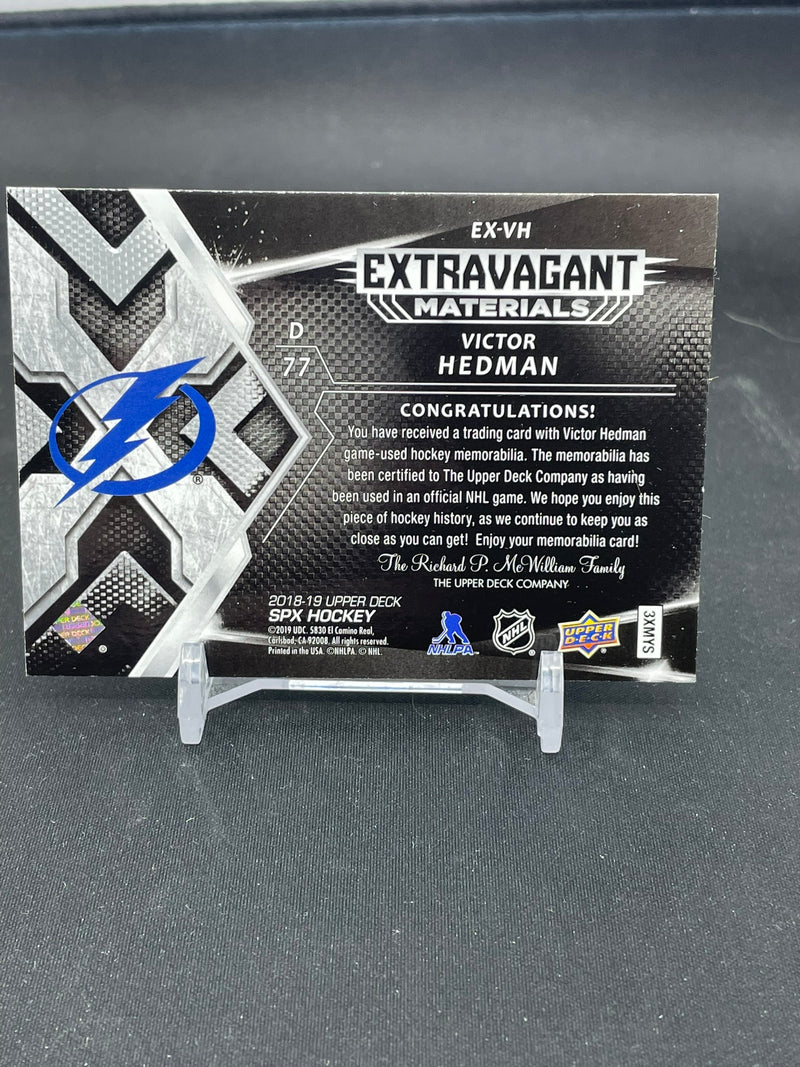 EX-VH
EXTRAVAGANT
MATERIALS
D
77
VICTOR
HEDMAN
CONGRATULATIONS!
You have received a trading card with Victor Hedman
game-used hockey memorabilia. The memorabilia has
been certified to The Upper Deck Company as having
been used in an official NHL game. We hope you enjoy this
piece of hockey history, as we continue to keep you as
close as you can get! Enjoy your memorabilia card!
The Richard P. McWilliam Family
THE UPPER DECK COMPANY
2018-19 UPPER DECK
SPX HOCKEY
©2019 UDC. 5830 El Camino Real,
Carlsbad, CA 92008. All rights reserved.
Printed in the USA. ©NHLPA. © NHL.
NHLPA
NHL
UPPER
D·E·C·K
3XMYS
®